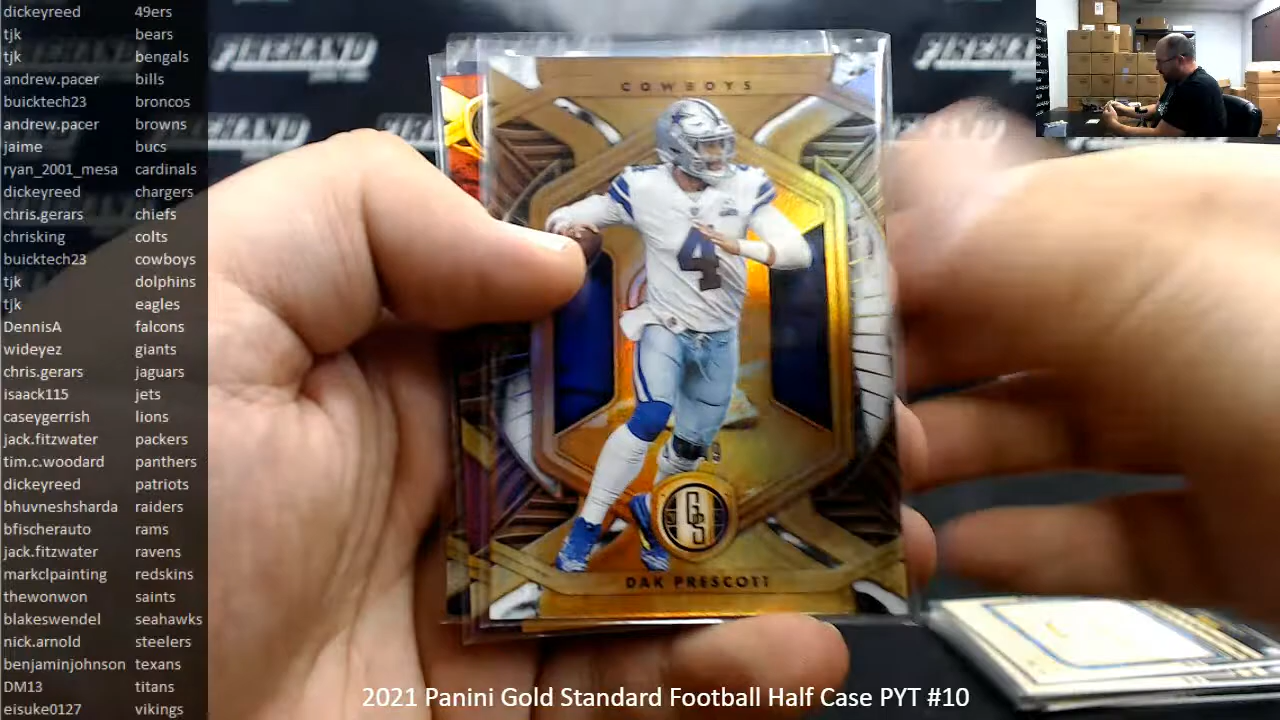 dickeyreed 49ers
tjk bears
tjk bengals
andrew.pacer bills
buicktech23 broncos
andrew.pacer browns
jaime bucs
ryan_2001_mesa cardinals
dickeyreed chargers
chris.gerars chiefs
chrisking colts
buicktech23 cowboys
tjk dolphins
tjk eagles
DennisA falcons
wideyez giants
chris.gerars jaguars
isaack115 jets
caseygerrish lions
jack.fitzwater packers
tim.c.woodard panthers
dickeyreed patriots
bhuvneshsharda raiders
bfischerauto rams
jack.fitzwater ravens
markclpainting redskins
thewonwon saints
blakeswendel seahawks
nick.arnold steelers
benjaminjohnson texans
DM13 titans
eisuke0127 vikings
FIREHAND
FIREHAND
COWBOYS
4
GS
DAK PRESCOTT
2021 Panini Gold Standard Football Half Case PYT #10